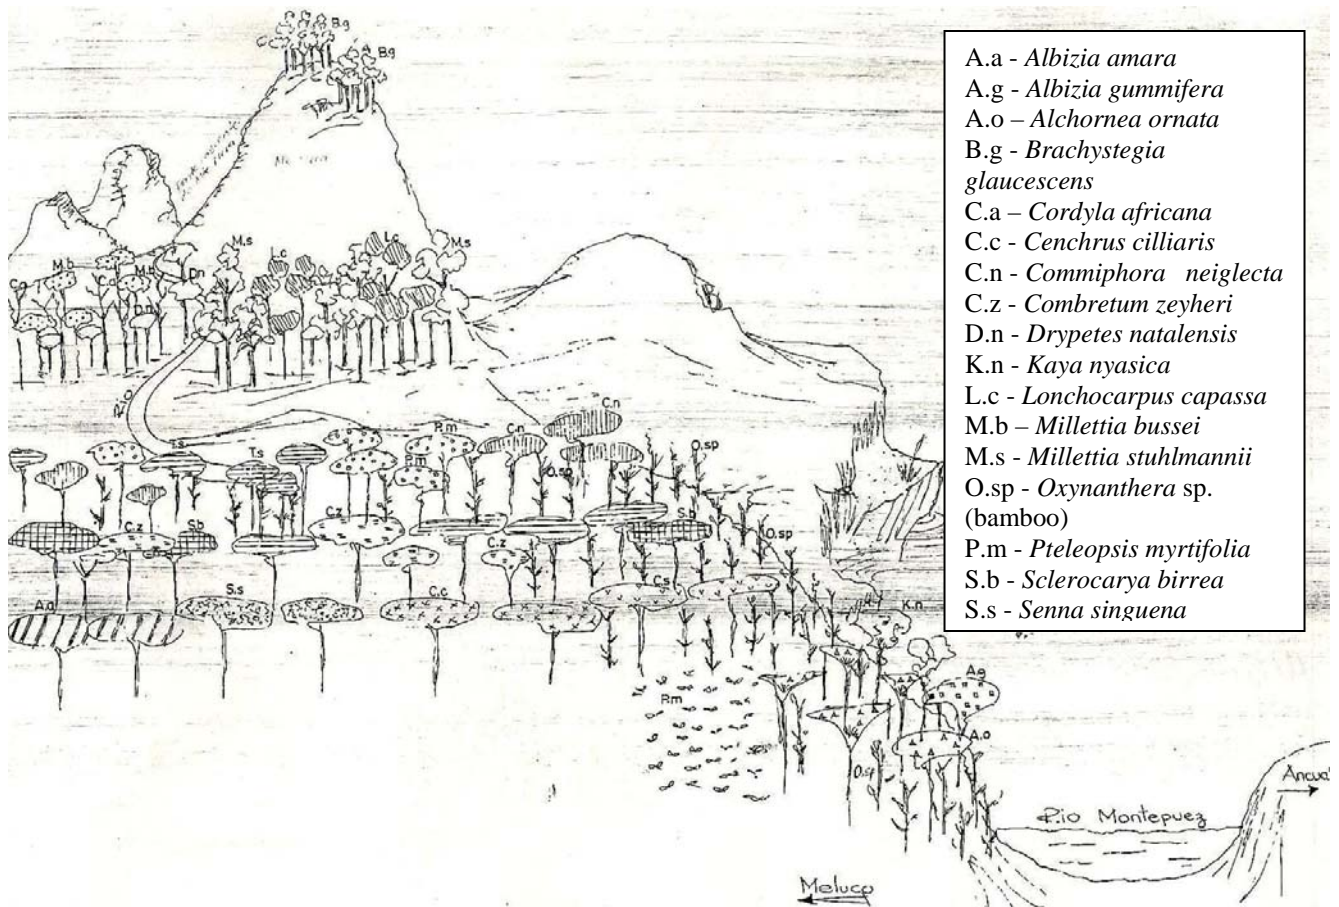 B.g
B.g
A.a - Albizia amara
A.g - Albizia gummifera
A.o – Alchornea ornata
B.g - Brachystegia
glaucescens
C.a – Cordyla africana
C.c - Cenchrus cilliaris
C.n - Commiphora neiglecta
C.z - Combretum zeyheri
D.n - Drypetes natalensis
K.n - Kaya nyasica
L.c - Lonchocarpus capassa
M.b – Millettia bussei
M.s - Millettia stuhlmannii
O.sp - Oxynanthera sp.
(bamboo)
P.m - Pteleopsis myrtifolia
S.b - Sclerocarya birrea
S.s - Senna singuena
M.s
L.c
M.s
M.b
M.b
D.n
C.a
D.n
Rio
C.n
P.m
C.n
O.sp
T.s
T.s
P.m
O.sp
C.z
S.b
C.z
S.b
O.sp
C.z
S.s
C.c
C.s
K.n
A.a
P.m
A.g
A.o
O.sp
Rio Montepuez
Meluco